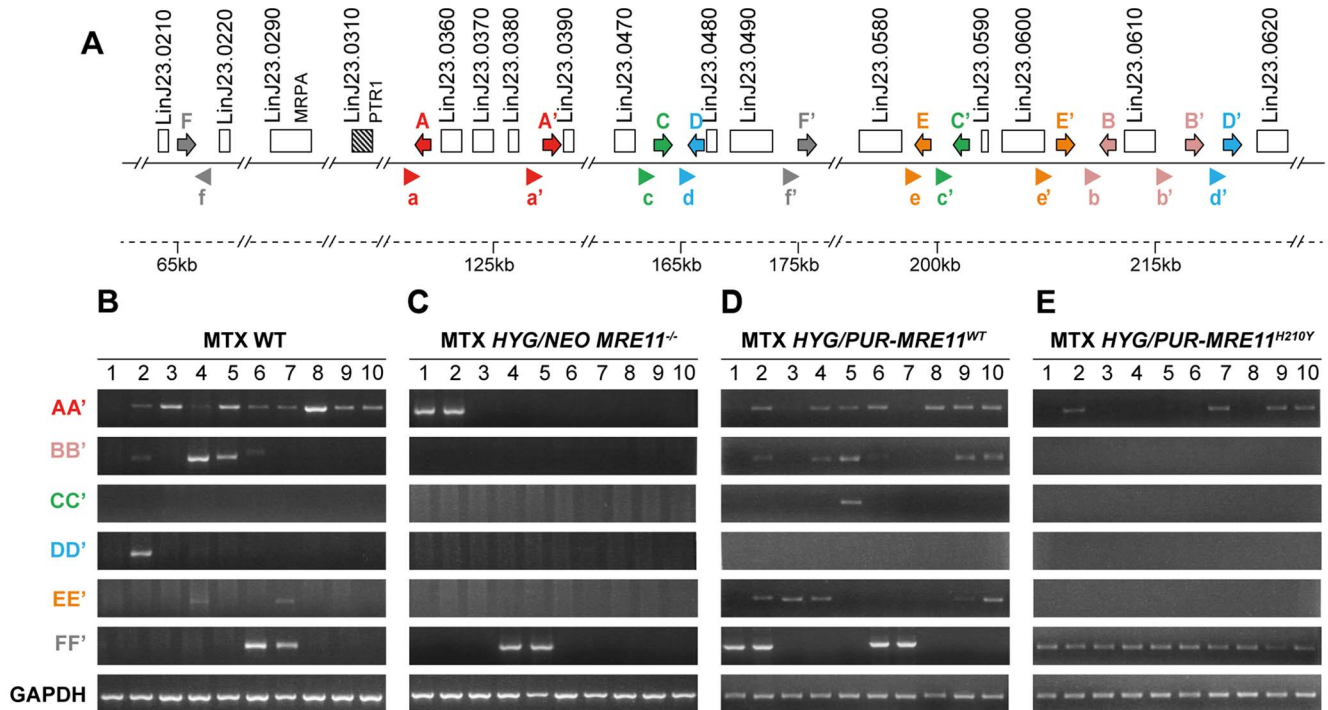 A
LinJ23.0210
LinJ23.0220
LinJ23.0290
MRPA
LinJ23.0310
PTR1
LinJ23.0360
LinJ23.0370
LinJ23.0380
LinJ23.0390
LinJ23.0470
LinJ23.0480
LinJ23.0490
LinJ23.0580
LinJ23.0590
LinJ23.0600
LinJ23.0610
LinJ23.0620
F A A' C D F' E C' E' B B' D'
f a a' c d f' e c' e' b b' d'
65kb 125kb 165kb 175kb 200kb 215kb
B
MTX WT
1 2 3 4 5 6 7 8 9 10
C
MTX HYG/NEO MRE11-/-
1 2 3 4 5 6 7 8 9 10
D
MTX HYG/PUR-MRE11WT
1 2 3 4 5 6 7 8 9 10
E
MTX HYG/PUR-MRE11H210Y
1 2 3 4 5 6 7 8 9 10
AA'
BB'
CC'
DD'
EE'
FF'
GAPDH